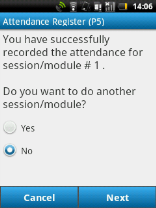 14:06
Attendance Register (P5)
You have successfully
recorded the attendance for
session/module # 1 .
Do you want to do another
session/module?
Yes
No
Cancel
Next